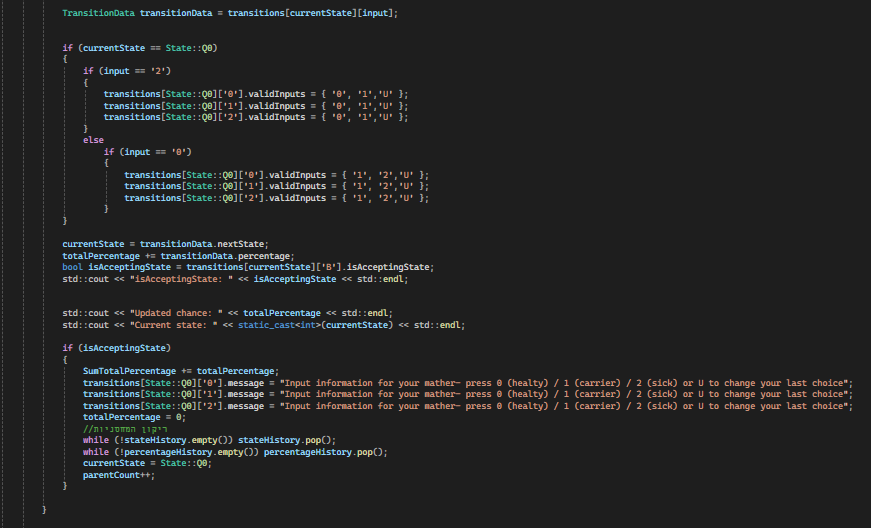 TransitionData transitionData = transitions[currentState][input];
if (currentState == State::Q0)
{
if (input == '2')
{
transitions[State::Q0]['0'].validInputs = { '0', '1','U' };
transitions[State::Q0]['1'].validInputs = { '0', '1','U' };
transitions[State::Q0]['2'].validInputs = { '0', '1','U' };
}
else
if (input == '0')
{
transitions[State::Q0]['0'].validInputs = { '1', '2','U' };
transitions[State::Q0]['1'].validInputs = { '1', '2','U' };
transitions[State::Q0]['2'].validInputs = { '1', '2','U' };
}
}
currentState = transitionData.nextState;
totalPercentage += transitionData.percentage;
bool isAcceptingState = transitions[currentState]['B'].isAcceptingState;
std::cout << "isAcceptingState: " << isAcceptingState << std::endl;
std::cout << "Updated chance: " << totalPercentage << std::endl;
std::cout << "Current state: " << static_cast<int>(currentState) << std::endl;
if (isAcceptingState)
{
SumTotalPercentage += totalPercentage;
transitions[State::Q0]['0'].message = "Input information for your mather~ press 0 (healty) / 1 (carrier) / 2 (sick) or U to change your last choice";
transitions[State::Q0]['1'].message = "Input information for your mather~ press 0 (healty) / 1 (carrier) / 2 (sick) or U to change your last choice";
transitions[State::Q0]['2'].message = "Input information for your mather~ press 0 (healty) / 1 (carrier) / 2 (sick) or U to change your last choice";
totalPercentage = 0;
//ריקון המחסניות
while (!stateHistory.empty()) stateHistory.pop();
while (!percentageHistory.empty()) percentageHistory.pop();
currentState = State::Q0;
parentCount++;
}
}